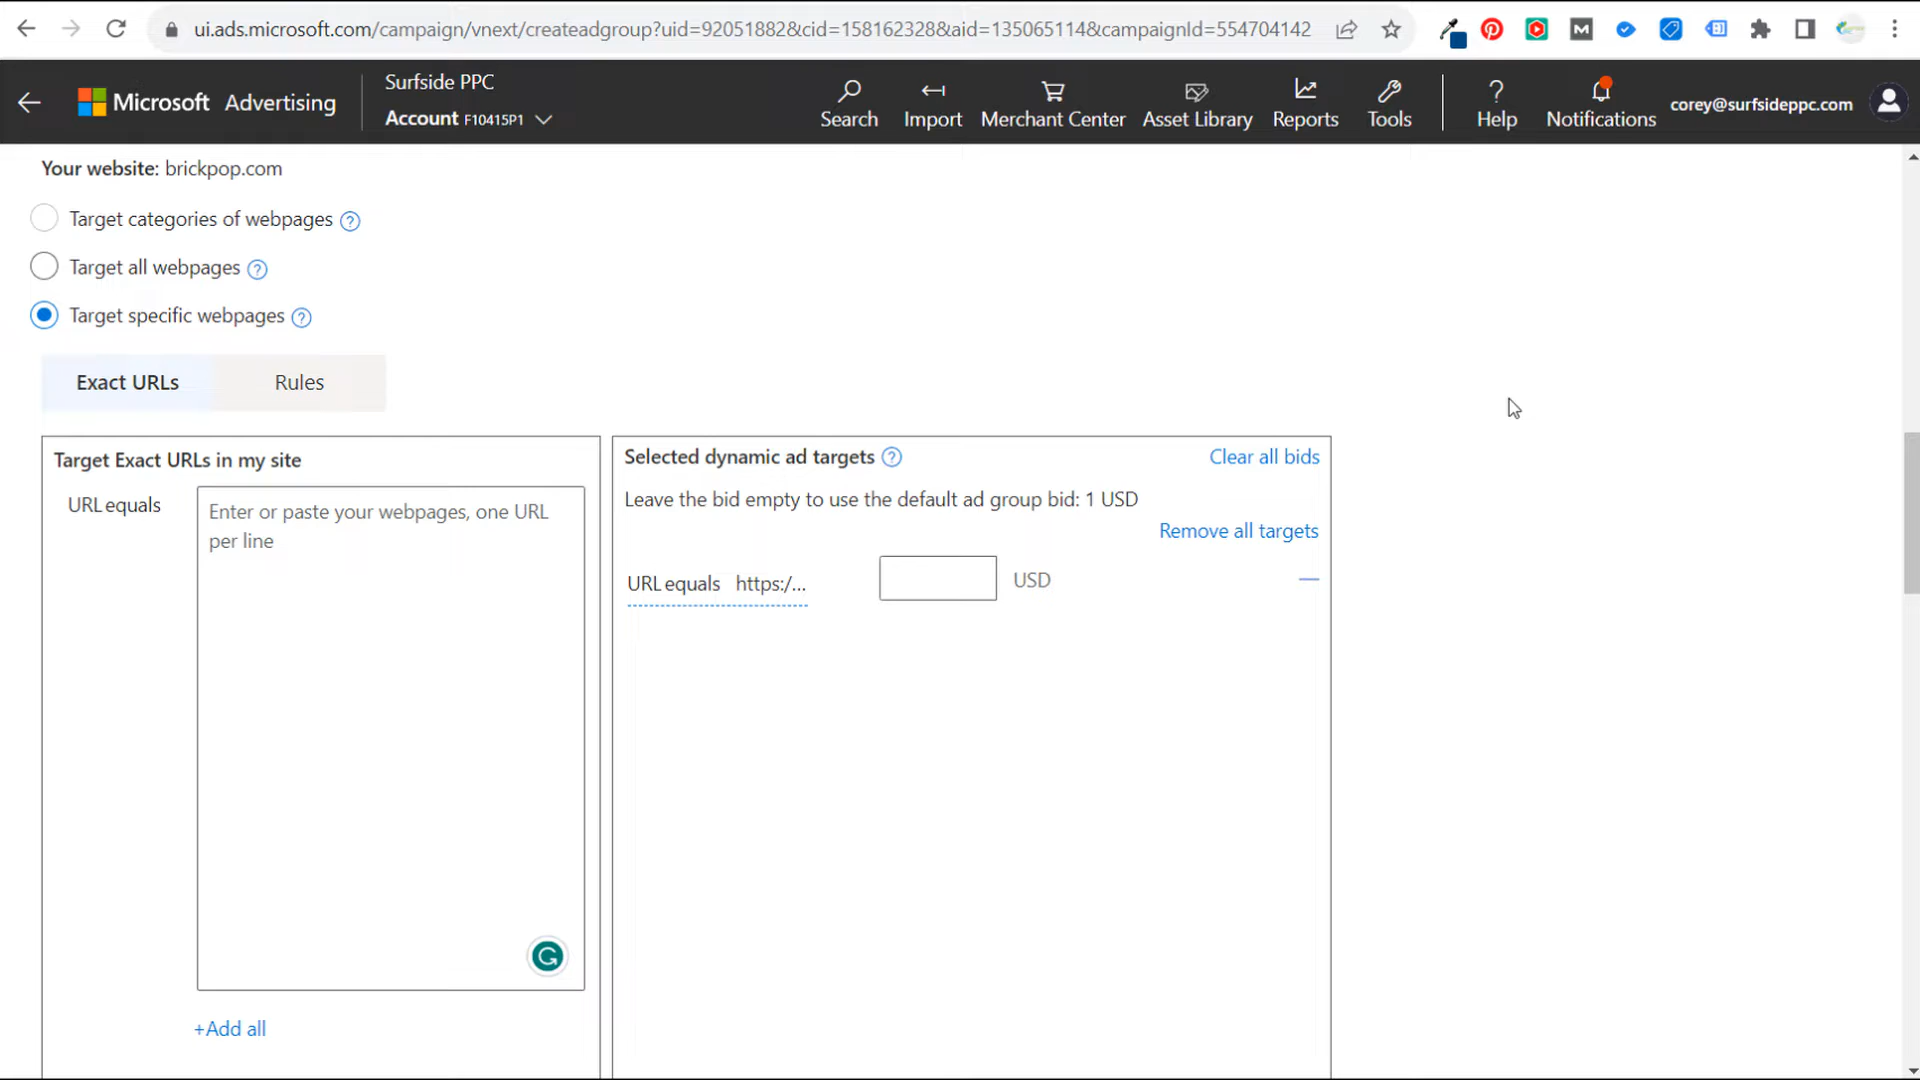 ui.ads.microsoft.com/campaign/vnext/createadgroup?uid=92051882&cid=158162328&aid=135065114&campaignId=554704142
Microsoft Advertising
Surfside PPC
Account F10415P1
Search
Import
Merchant Center
Asset Library
Reports
Tools
Help
Notifications
corey@surfsideppc.com
Your website: brickpop.com
Target categories of webpages ?
Target all webpages ?
Target specific webpages ?
Exact URLs
Rules
Target Exact URLs in my site
URL equals
Enter or paste your webpages, one URL
per line
+Add all
Selected dynamic ad targets ?
Clear all bids
Leave the bid empty to use the default ad group bid: 1 USD
Remove all targets
URL equals https:/...
USD